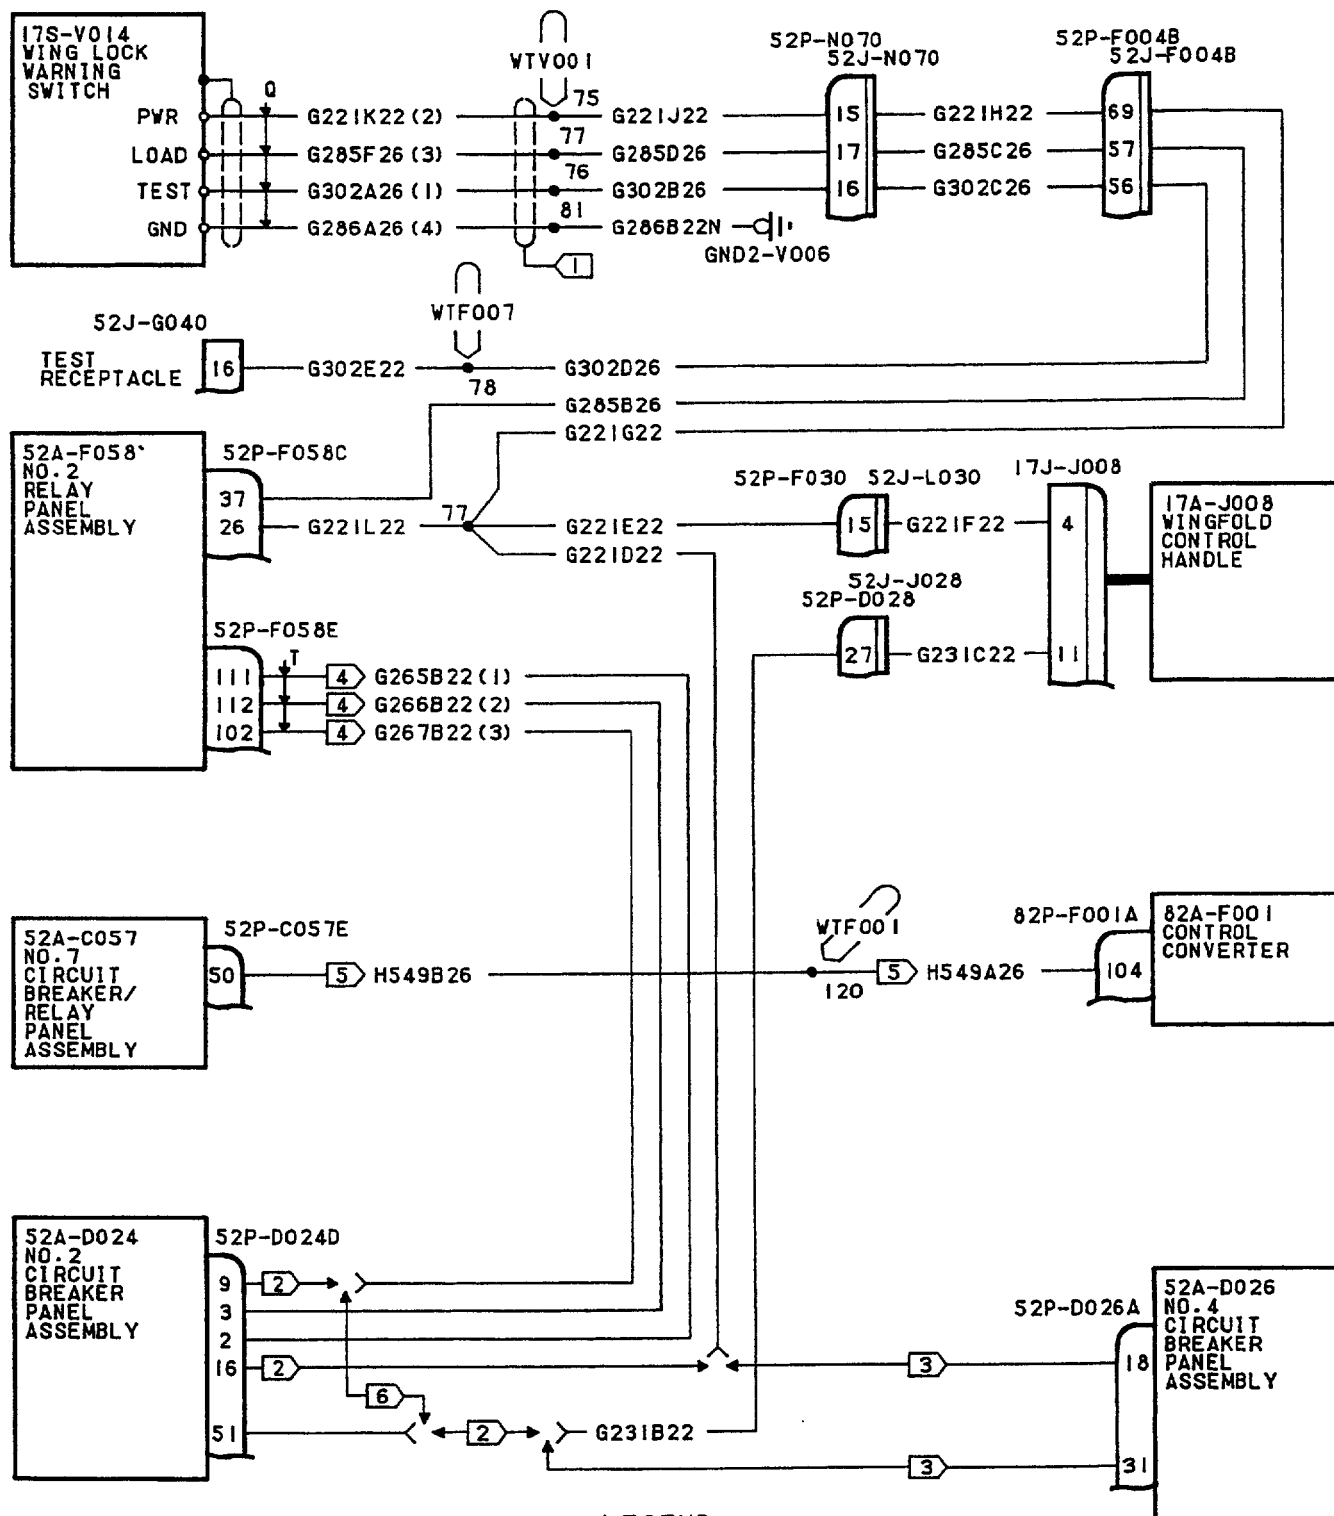 17S-V014
WING LOCK
WARNING
SWITCH
PWR
LOAD
TEST
GND
Q
G221K22(2)
G285F26(3)
G302A26(1)
G286A26(4)
WTV001
75
77
76
81
1
G221J22
G285D26
G302B26
G286B22N
GND2-V006
52P-N070
52J-N070
15
17
16
G221H22
G285C26
G302C26
52P-F004B
52J-F004B
69
57
56
52J-G040
TEST
RECEPTACLE
16
G302E22
WTF007
78
G302D26
G285B26
G221G22
52A-F058
NO.2
RELAY
PANEL
ASSEMBLY
52P-F058C
37
26
G221L22
77
G221E22
G221D22
52P-F030
52J-L030
15
G221F22
17J-J008
4
11
17A-J008
WINGFOLD
CONTROL
HANDLE
52J-J028
52P-D028
27
G231C22
52P-F058E
T
111
4
G265B22(1)
112
4
G266B22(2)
102
4
G267B22(3)
52A-C057
NO.7
CIRCUIT
BREAKER/
RELAY
PANEL
ASSEMBLY
52P-C057E
50
5
H549B26
WTF001
120
5
H549A26
82P-F001A
104
82A-F001
CONTROL
CONVERTER
52A-D024
NO.2
CIRCUIT
BREAKER
PANEL
ASSEMBLY
52P-D024D
9
2
3
2
16
2
6
51
2
G231B22
3
3
52P-D026A
18
31
52A-D026
NO.4
CIRCUIT
BREAKER
PANEL
ASSEMBLY